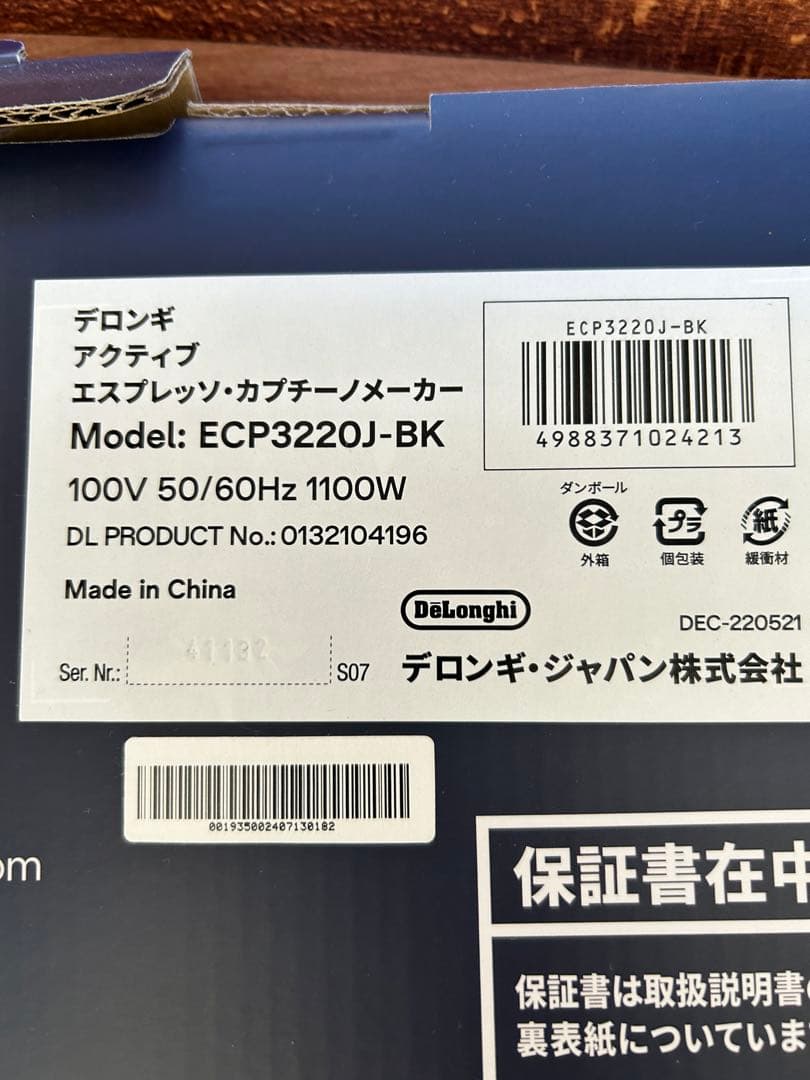 デロンギ
アクティブ
エスプレッソ・カプチーノメーカー
Model: ECP3220J-BK
100V 50/60Hz 1100W
DL PRODUCT No.: 0132104196
Made in China
Ser. Nr.:
S07
ECP3220J-BK
4988371024213
ダンボール
外箱
プラ
個包装
紙
緩衝材
DēLonghi
DEC-220521
デロンギ・ジャパン株式会社
001935002407130182
om
保証書在中
保証書は取扱説明書の
裏表紙についていま